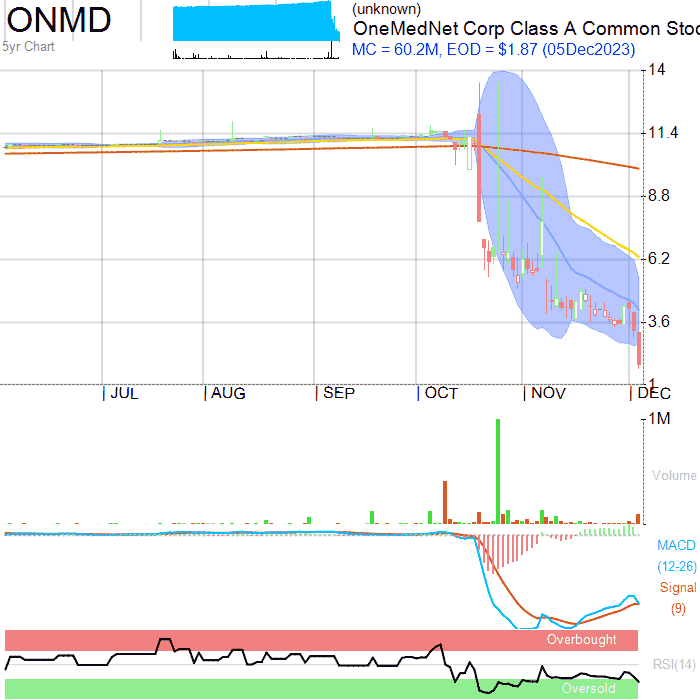 ONMD
5yr Chart
(unknown)
OneMedNet Corp Class A Common Stoc
MC = 60.2M, EOD = $1.87 (05Dec2023)
14
11.4
8.8
6.2
3.6
1
JUL AUG SEP OCT NOV DEC
1M
Volume
MACD
(12-26)
Signal
(9)
Overbought
RSI(14)
Oversold